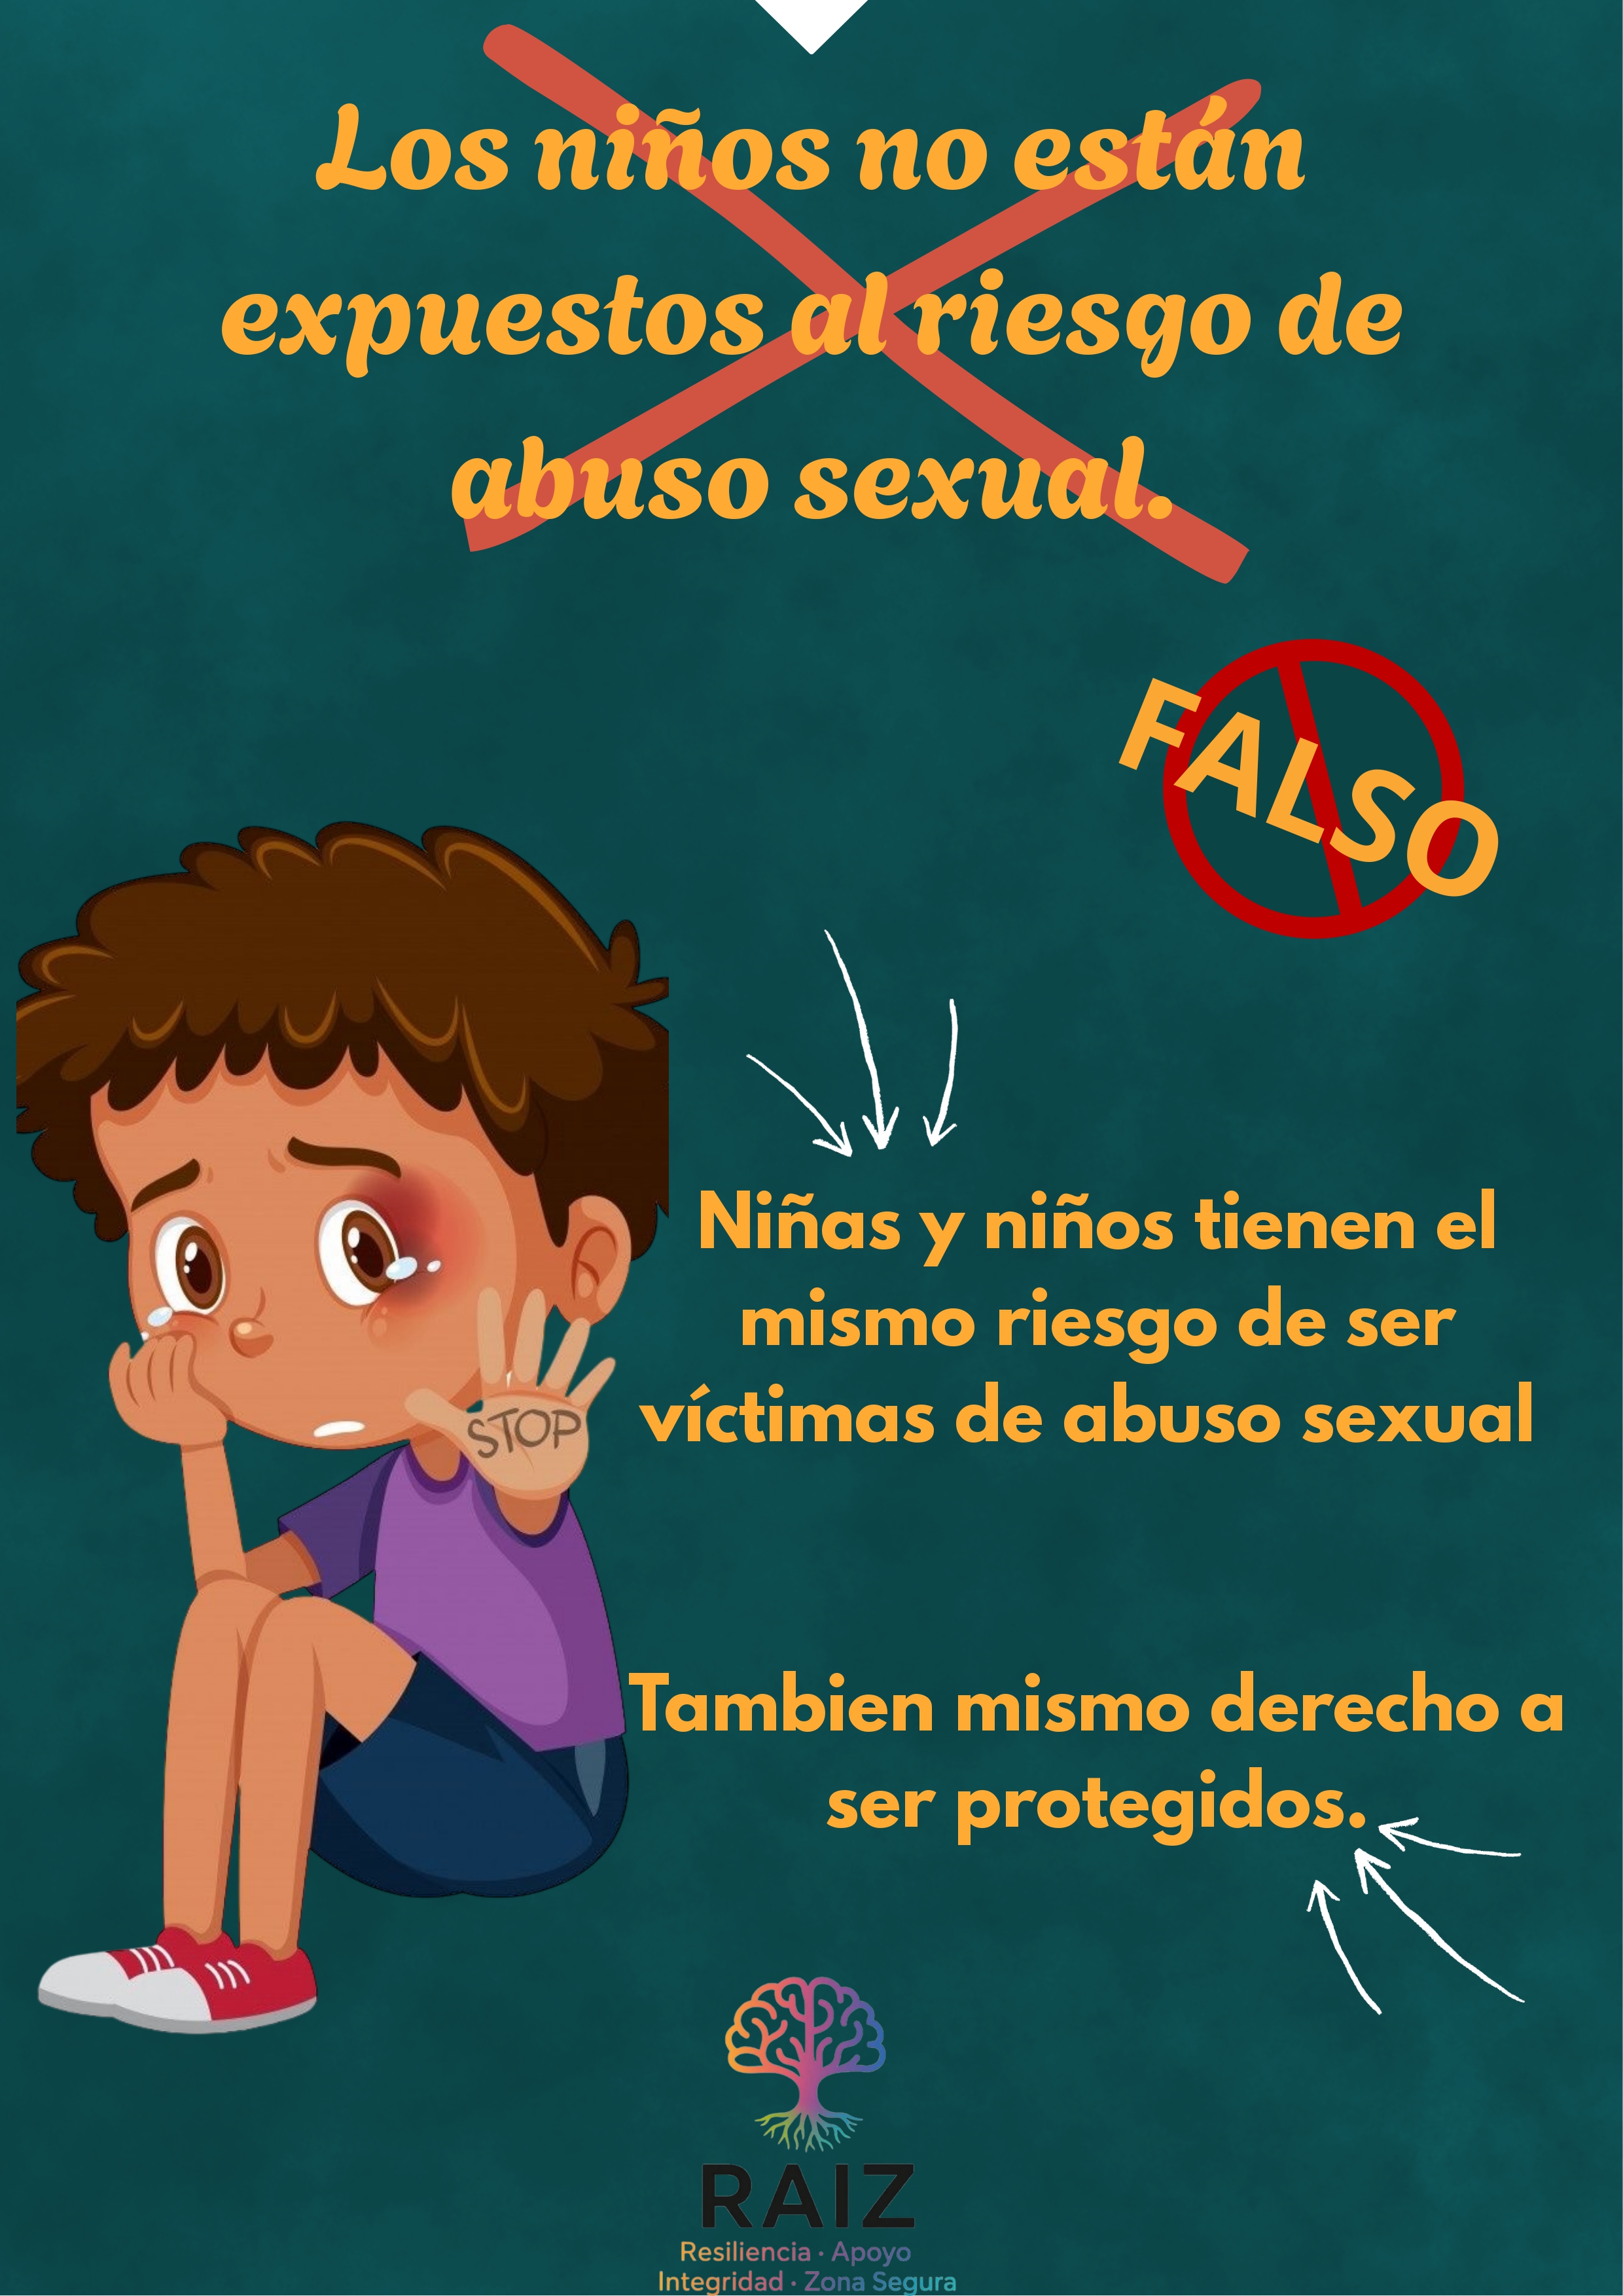 Los niños no están
expuestos al riesgo de
abuso sexual.
FALSO
Niñas y niños tienen el
mismo riesgo de ser
víctimas de abuso sexual
STOP
Tambien mismo derecho a
ser protegidos.
RAIZ
Resiliencia · Apoyo
Integridad · Zona Segura